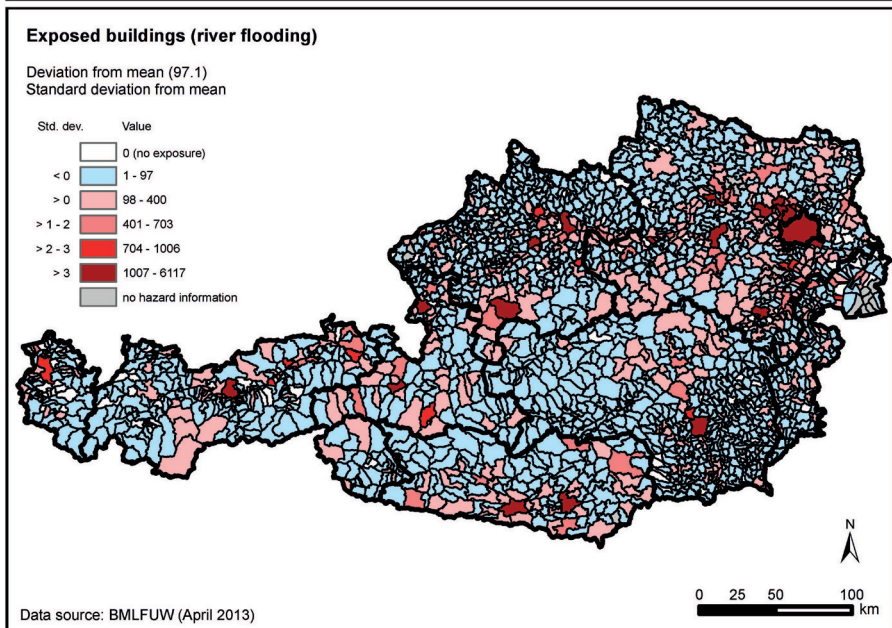 Exposed buildings (river flooding)
Deviation from mean (97.1)
Standard deviation from mean
Std. dev. Value
0 (no exposure)
< 0 1 - 97
> 0 98 - 400
> 1 - 2 401 - 703
> 2 - 3 704 - 1006
> 3 1007 - 6117
no hazard information
N
0 25 50 100
km
Data source: BMLFUW (April 2013)